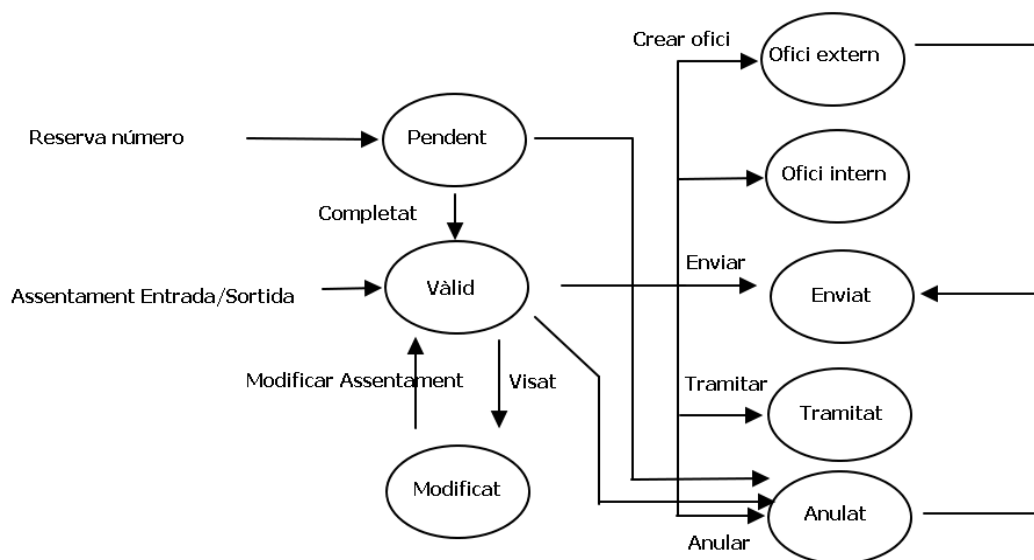 Crear ofici
Ofici extern
Reserva número
Pendent
Ofici intern
Completat
Enviar
Assentament Entrada/Sortida
Vàlid
Enviat
Modificar Assentament
Visat
Tramitar
Tramitat
Modificat
Anulat
Anular